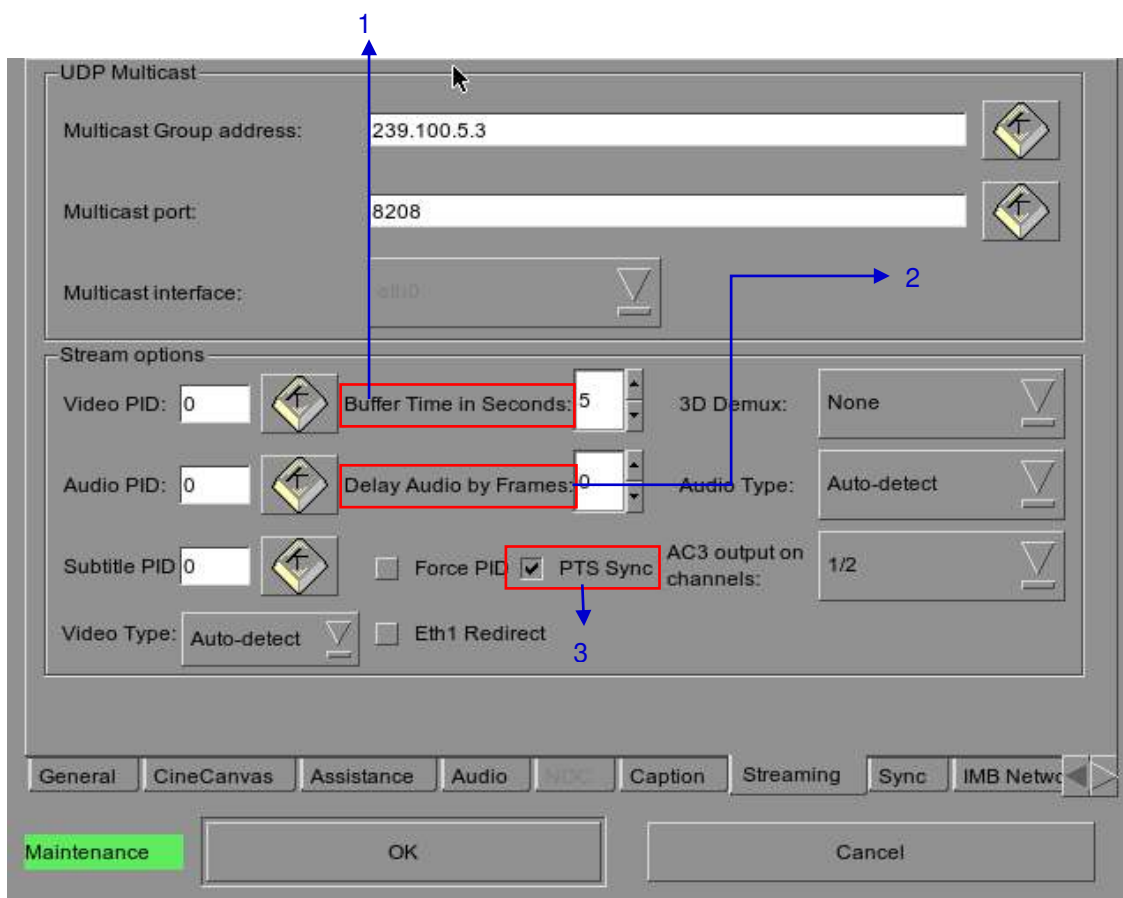 1
UDP Multicast
Multicast Group address: 239.100.5.3
Multicast port: 8208
2
Multicast interface: eth0
Stream options
Video PID: 0 Buffer Time in Seconds: 5 3D Demux: None
Audio PID: 0 Delay Audio by Frames: 0 Audio Type: Auto-detect
Subtitle PID 0 Force PID PTS Sync AC3 output on channels: 1/2
Video Type: Auto-detect Eth1 Redirect
3
General CineCanvas Assistance Audio NDC Caption Streaming Sync IMB Netwo
Maintenance OK Cancel